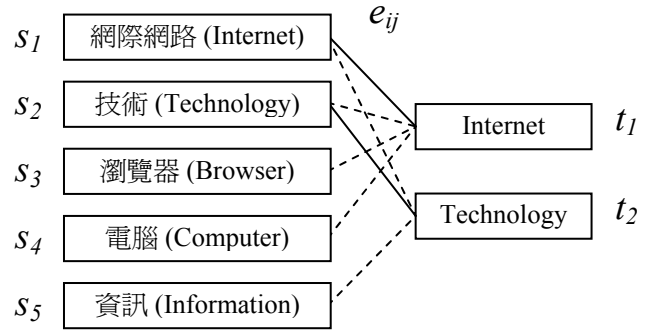 e_ij
s_1 網際網路 (Internet)
s_2 技術 (Technology)
Internet t_1
s_3 瀏覽器 (Browser)
Technology t_2
s_4 電腦 (Computer)
s_5 資訊 (Information)